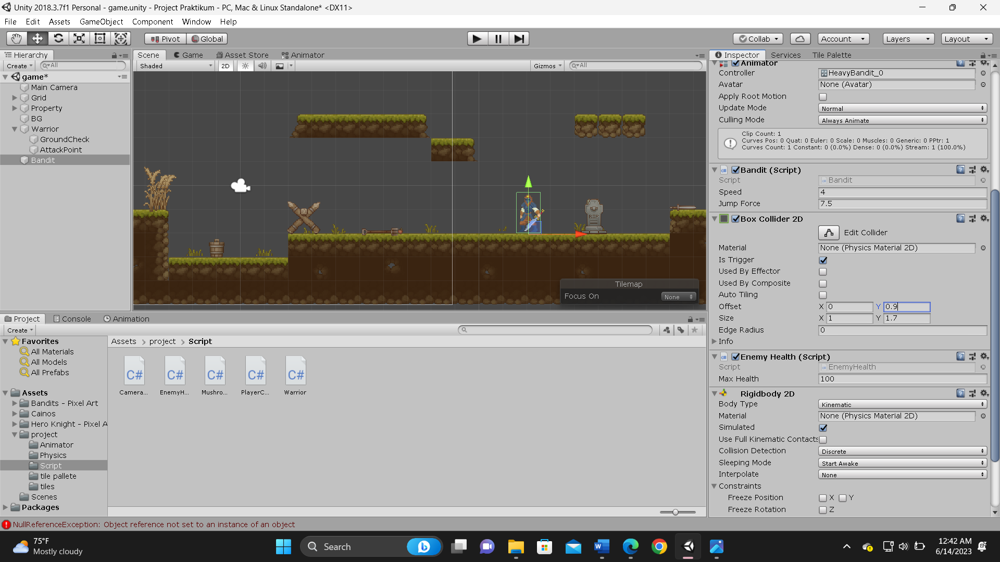 Unity 2018.3.7f1 Personal - game.unity - Project Praktikum - PC, Mac & Linux Standalone* <DX11>
File Edit Assets GameObject Component Window Help
Pivot Global Collab Account Layers Layout
Hierarchy
Create All
game*
Main Camera
Grid
Property
BG
Warrior
GroundCheck
AttackPoint
Bandit
Scene Game Asset Store Animator
Shaded 2D Gizmos All
RIP
Tilemap
Focus On None
Inspector Services Tile Palette
Animator
Controller HeavyBandit_0
Avatar None (Avatar)
Apply Root Motion
Update Mode Normal
Culling Mode Always Animate
Clip Count: 1
Curves Pos: 0 Quat: 0 Euler: 0 Scale: 0 Muscles: 0 Generic: 0 PPtr: 1
Curves Count: 1 Constant: 0 (0.0%) Dense: 0 (0.0%) Stream: 1 (100.0%)
Bandit (Script)
Script Bandit
Speed 4
Jump Force 7.5
Box Collider 2D
Edit Collider
Material None (Physics Material 2D)
Is Trigger
Used By Effector
Used By Composite
Auto Tiling
Offset X 0 Y 0.9
Size X 1 Y 1.7
Edge Radius 0
Info
Enemy Health (Script)
Script EnemyHealth
Max Health 100
Rigidbody 2D
Body Type Kinematic
Material None (Physics Material 2D)
Simulated
Use Full Kinematic Contacts
Collision Detection Discrete
Sleeping Mode Start Awake
Interpolate None
Constraints
Freeze Position X Y
Freeze Rotation Z
Project Console Animation
Create
Favorites
All Materials
All Models
All Prefabs
Assets
Bandits - Pixel Art
Cainos
Hero Knight - Pixel A
project
Animator
Physics
Script
tile pallete
tiles
Scenes
Packages
Assets project Script
C# C# C# C# C#
Camera... EnemyH... Mushro... PlayerC... Warrior
NullReferenceException: Object reference not set to an instance of an object
75°F
Mostly cloudy
Search
12:42 AM
6/14/2023